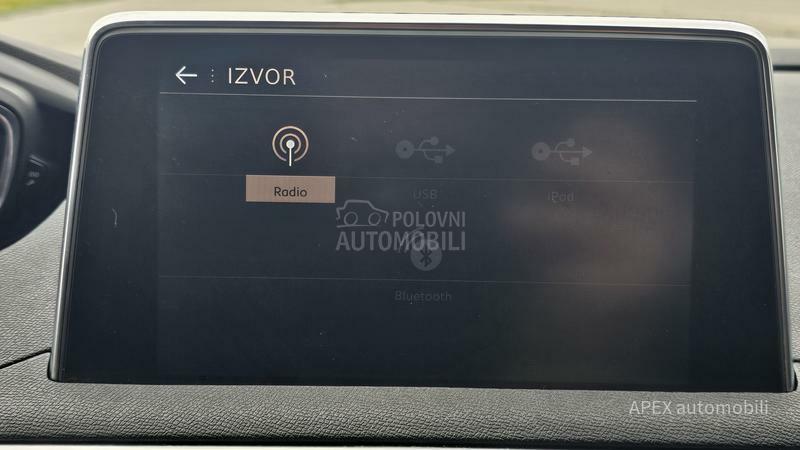 IZVOR
Radio
USB
iPod
POLOVNI
AUTOMOBILI
Bluetooth
APEX automobili